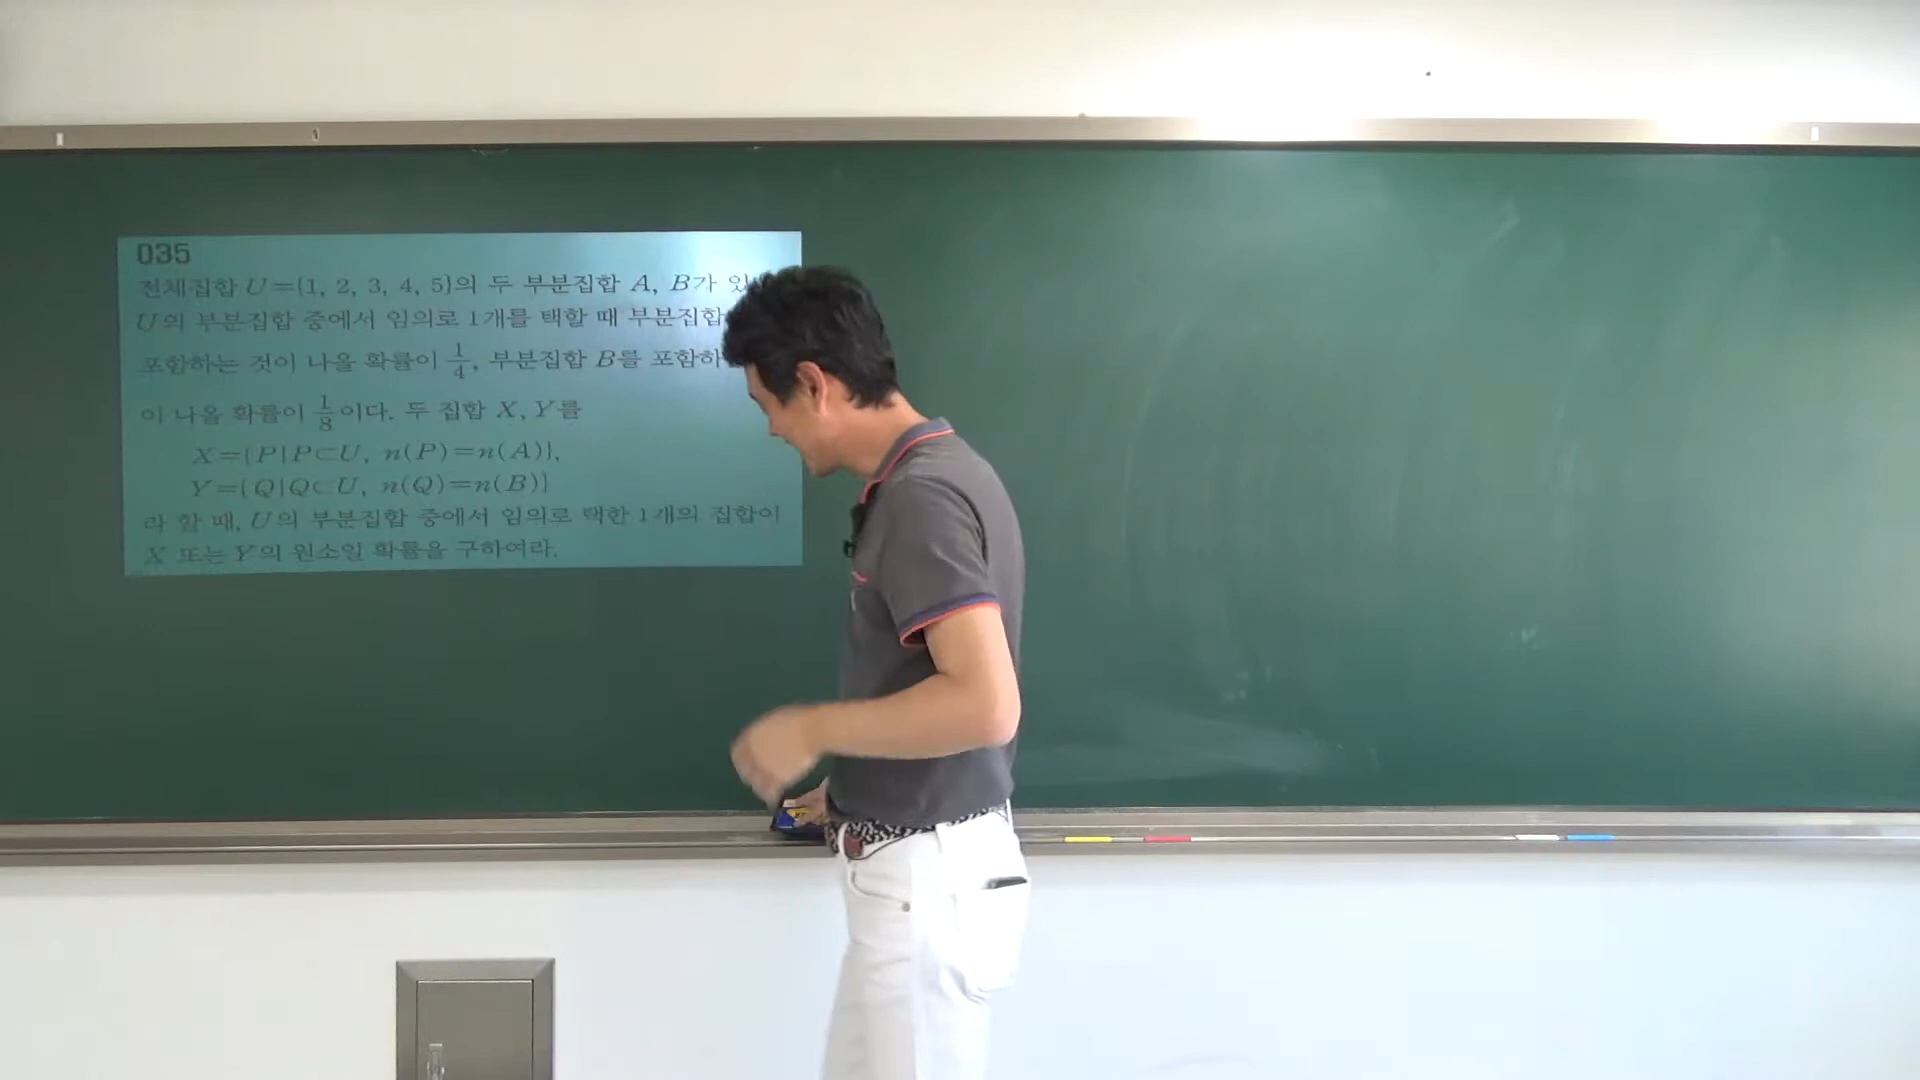 035
전체집합 U={1, 2, 3, 4, 5}의 두 부분집합 A, B가
U의 부분집합 중에서 임의로 1개를 택할 때 부분집합
포함하는 것이 나올 확률이 1/4, 부분집합 B를
이 나올 확률이 1/8이다. 두 집합 X, Y를
X={P|P⊂U, n(P)=n(A)},
Y={Q|Q⊂U, n(Q)=n(B)}
라 할 때, U의 부분집합 중에서 임의로 택한 1개의 집합이
X 또는 Y의 원소일 확률을 구하여라.